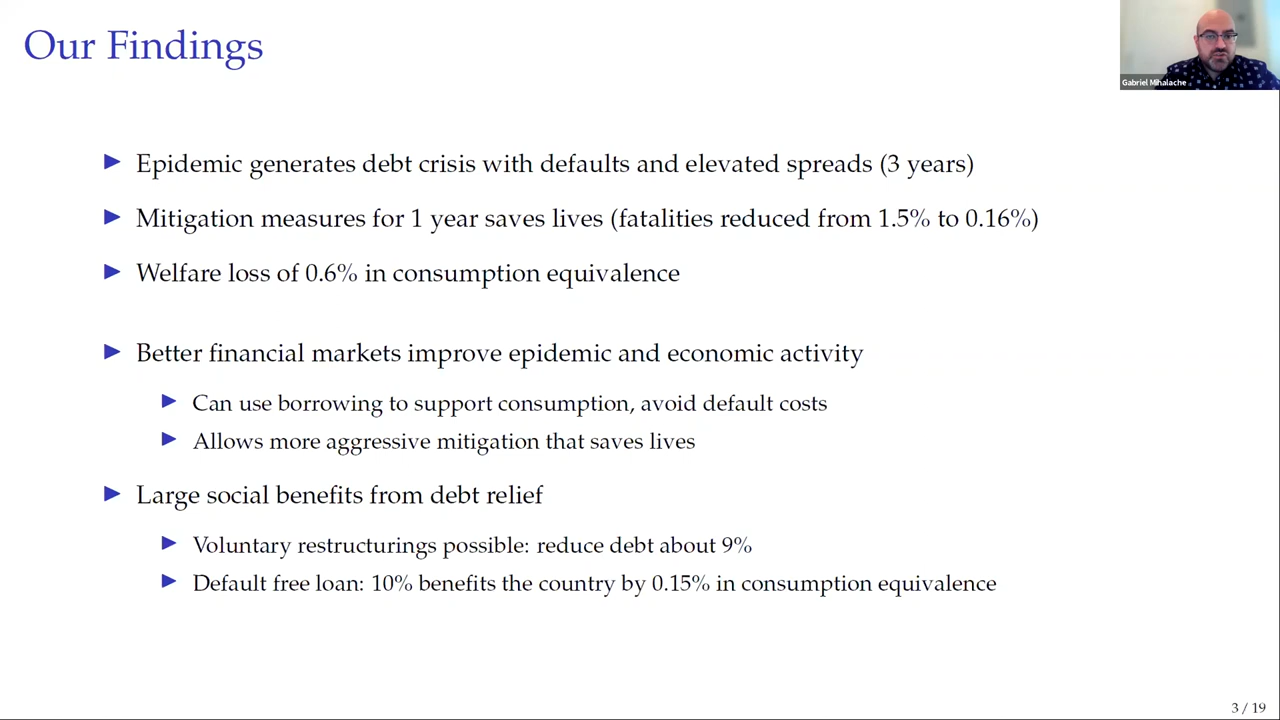 Our Findings
Gabriel Mihalache
Epidemic generates debt crisis with defaults and elevated spreads (3 years)
Mitigation measures for 1 year saves lives (fatalities reduced from 1.5% to 0.16%)
Welfare loss of 0.6% in consumption equivalence
Better financial markets improve epidemic and economic activity
Can use borrowing to support consumption, avoid default costs
Allows more aggressive mitigation that saves lives
Large social benefits from debt relief
Voluntary restructurings possible: reduce debt about 9%
Default free loan: 10% benefits the country by 0.15% in consumption equivalence
3 / 19